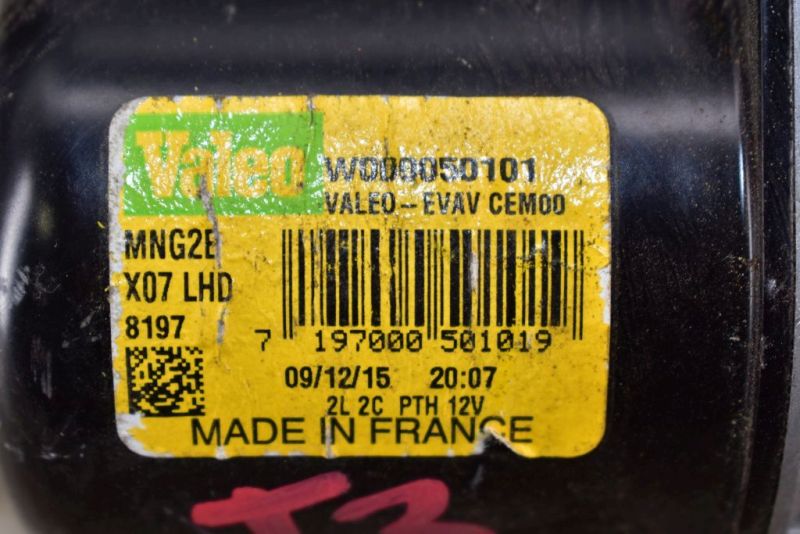 Valeo
W000050101
VALEO-EVAV CEM00
MNG2E
X07 LHD
8197
7 197000 501019
09/12/15 20:07
2L 2C PTH 12V
MADE IN FRANCE